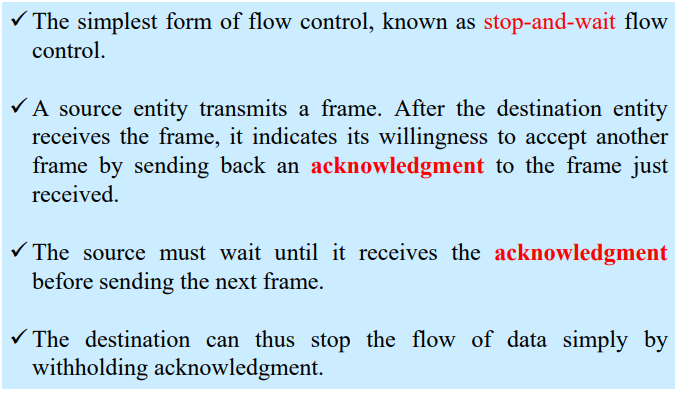 ✓ The simplest form of flow control, known as stop-and-wait flow
control.
✓ A source entity transmits a frame. After the destination entity
receives the frame, it indicates its willingness to accept another
frame by sending back an acknowledgment to the frame just
received.
✓ The source must wait until it receives the acknowledgment
before sending the next frame.
✓ The destination can thus stop the flow of data simply by
withholding acknowledgment.